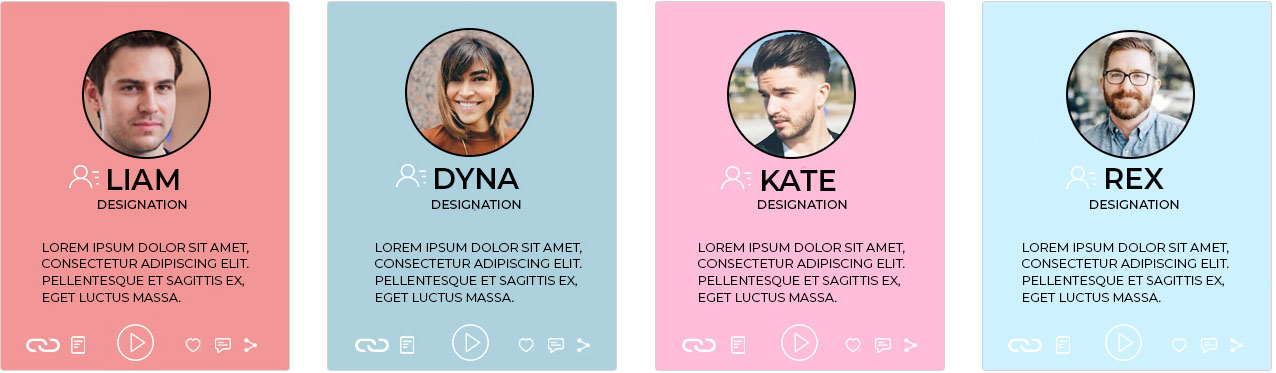 LIAM
DESIGNATION
LOREM IPSUM DOLOR SIT AMET,
CONSECTETUR ADIPISCING ELIT.
PELLENTESQUE ET SAGITTIS EX,
EGET LUCTUS MASSA.
DYNA
DESIGNATION
LOREM IPSUM DOLOR SIT AMET,
CONSECTETUR ADIPISCING ELIT.
PELLENTESQUE ET SAGITTIS EX,
EGET LUCTUS MASSA.
KATE
DESIGNATION
LOREM IPSUM DOLOR SIT AMET,
CONSECTETUR ADIPISCING ELIT.
PELLENTESQUE ET SAGITTIS EX,
EGET LUCTUS MASSA.
REX
DESIGNATION
LOREM IPSUM DOLOR SIT AMET,
CONSECTETUR ADIPISCING ELIT.
PELLENTESQUE ET SAGITTIS EX,
EGET LUCTUS MASSA.